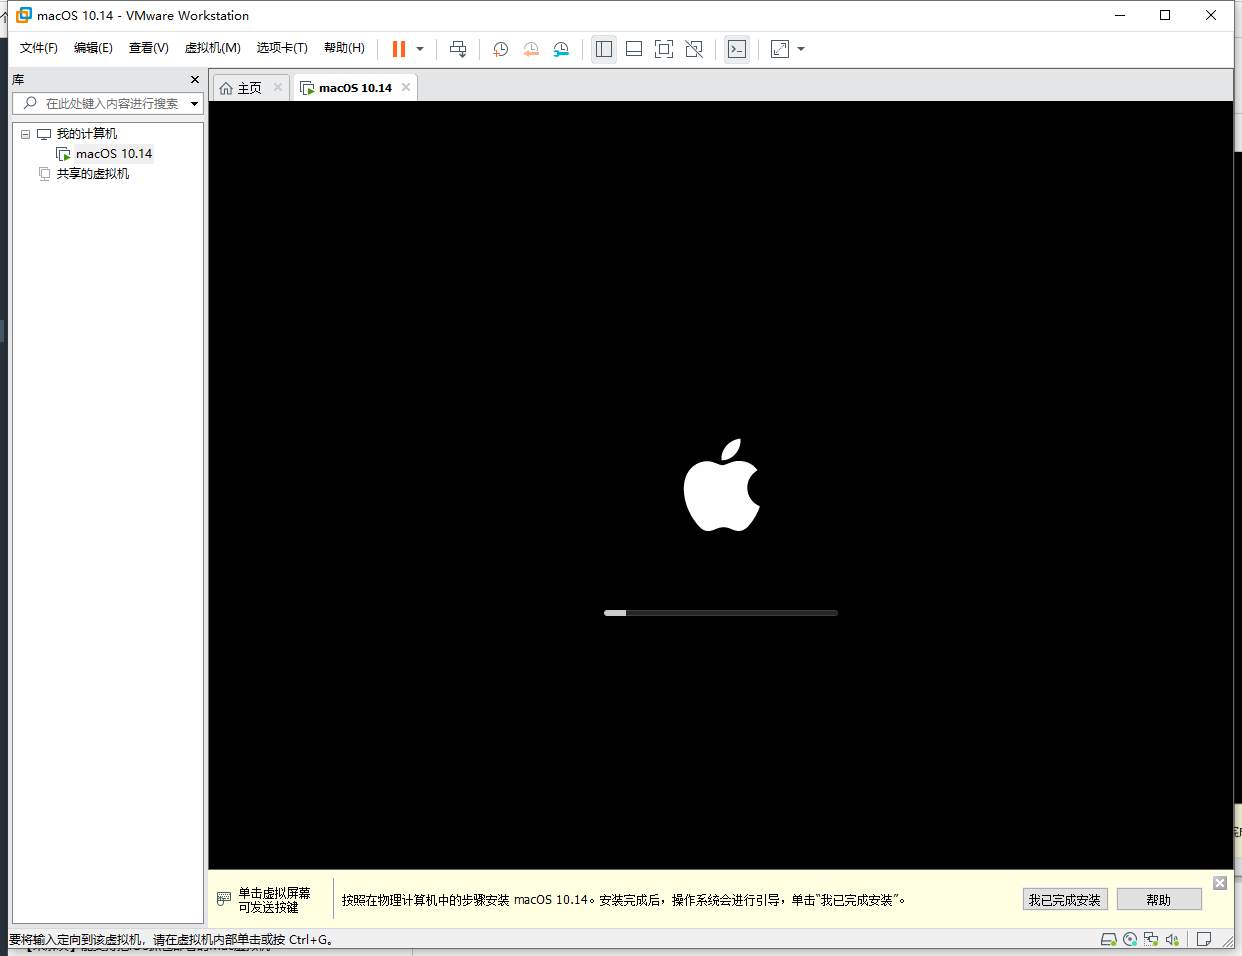 macOS 10.14 - VMware Workstation
文件(F) 编辑(E) 查看(V) 虚拟机(M) 选项卡(T) 帮助(H)
库
主页
macOS 10.14
在此处键入内容进行搜索
我的计算机
macOS 10.14
共享的虚拟机
单击虚拟屏幕
可发送按键
按照在物理计算机中的步骤安装 macOS 10.14。安装完成后，操作系统会进行引导，单击“我已完成安装”。
我已完成安装
帮助
要将输入定向到该虚拟机，请在虚拟机内部单击或按 Ctrl+G。